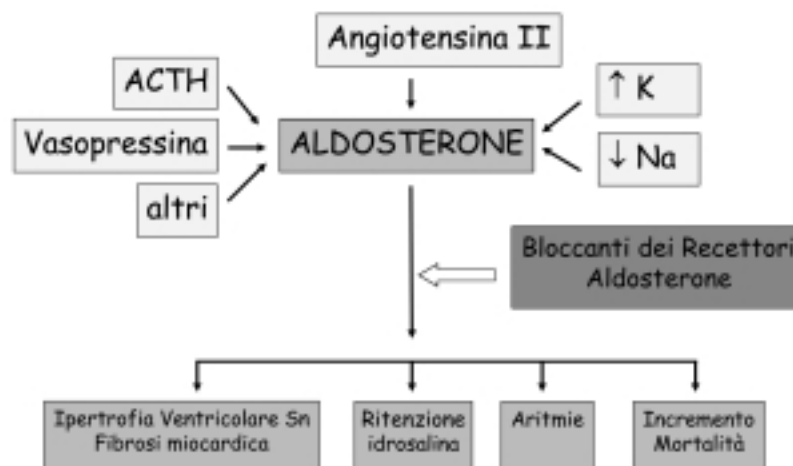 Angiotensina II
ACTH
↑ K
Vasopressina
ALDOSTERONE
↓ Na
altri
Bloccanti dei Recettori
Aldosterone
Ipertrofia Ventricolare Sn
Fibrosi miocardica
Ritenzione
idrosalina
Aritmie
Incremento
Mortalità